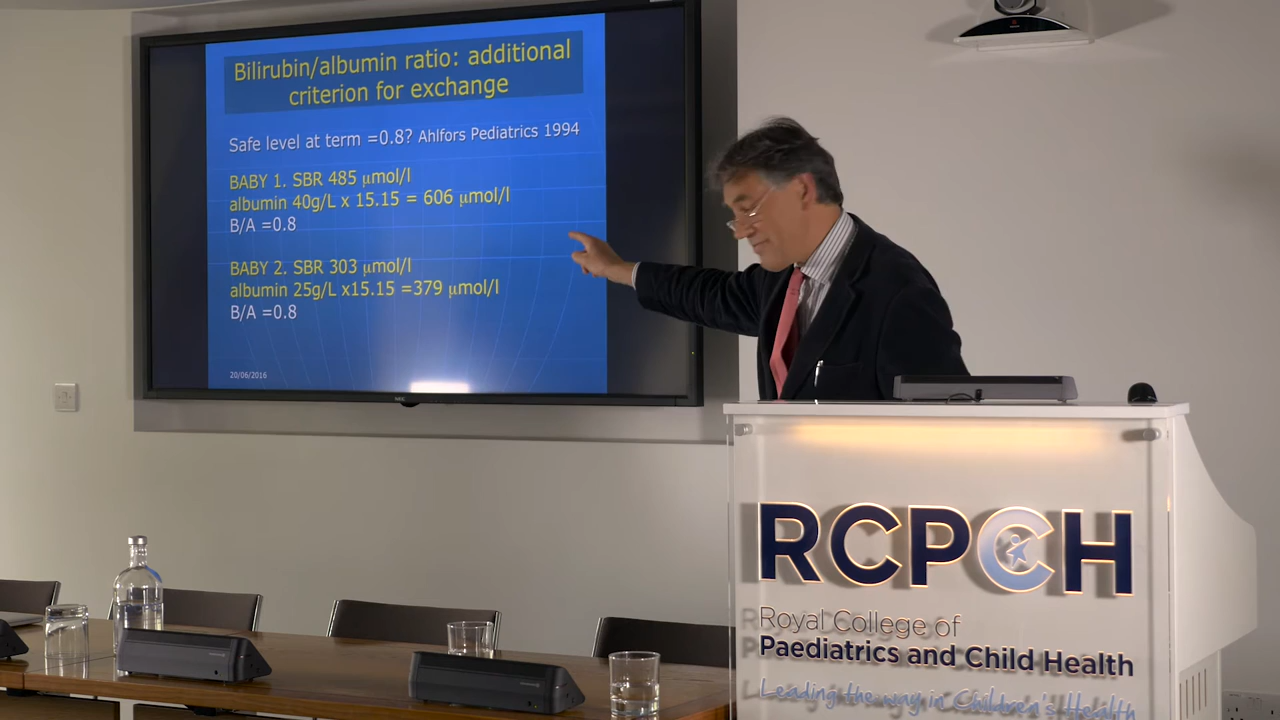 Bilirubin/albumin ratio: additional
criterion for exchange
Safe level at term =0.8? Ahlfors Pediatrics 1994
BABY 1. SBR 485 µmol/l
albumin 40g/L x 15.15 = 606 µmol/l
B/A =0.8
BABY 2. SBR 303 µmol/l
albumin 25g/L x15.15 =379 µmol/l
B/A =0.8
20/06/2016
NEC
RCPCH
Royal College of
Paediatrics and Child Health
Leading the way in Children's Health